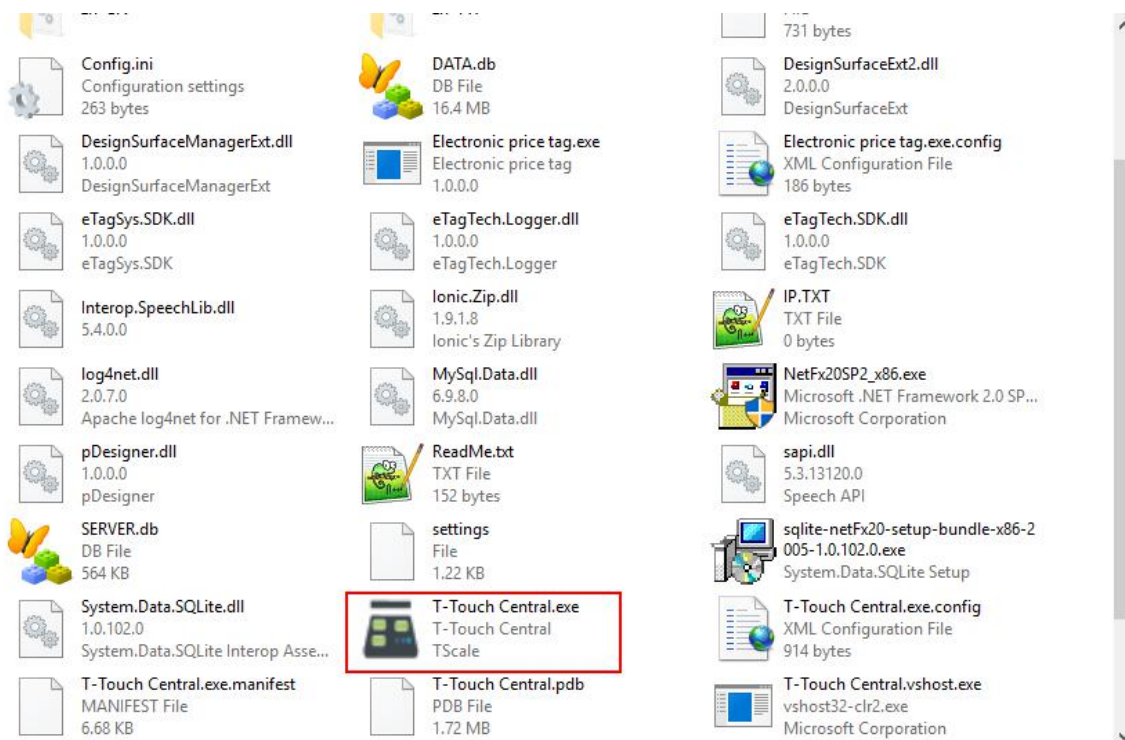 731 bytes
Config.ini
Configuration settings
263 bytes
DATA.db
DB File
16.4 MB
DesignSurfaceExt2.dll
2.0.0.0
DesignSurfaceExt
DesignSurfaceManagerExt.dll
1.0.0.0
DesignSurfaceManagerExt
Electronic price tag.exe
Electronic price tag
1.0.0.0
Electronic price tag.exe.config
XML Configuration File
186 bytes
eTagSys.SDK.dll
1.0.0.0
eTagSys.SDK
eTagTech.Logger.dll
1.0.0.0
eTagTech.Logger
eTagTech.SDK.dll
1.0.0.0
eTagTech.SDK
Interop.SpeechLib.dll
5.4.0.0
Ionic.Zip.dll
1.9.1.8
Ionic's Zip Library
IP.TXT
TXT File
0 bytes
log4net.dll
2.0.7.0
Apache log4net for .NET Framew...
MySql.Data.dll
6.9.8.0
MySql.Data.dll
NetFx20SP2_x86.exe
Microsoft .NET Framework 2.0 SP...
Microsoft Corporation
pDesigner.dll
1.0.0.0
pDesigner
ReadMe.txt
TXT File
152 bytes
sapi.dll
5.3.13120.0
Speech API
SERVER.db
DB File
564 KB
settings
File
1.22 KB
sqlite-netFx20-setup-bundle-x86-2
005-1.0.102.0.exe
System.Data.SQLite Setup
System.Data.SQLite.dll
1.0.102.0
System.Data.SQLite Interop Asse...
T-Touch Central.exe
T-Touch Central
TScale
T-Touch Central.exe.config
XML Configuration File
914 bytes
T-Touch Central.exe.manifest
MANIFEST File
6.68 KB
T-Touch Central.pdb
PDB File
1.72 MB
T-Touch Central.vshost.exe
vshost32-clr2.exe
Microsoft Corporation